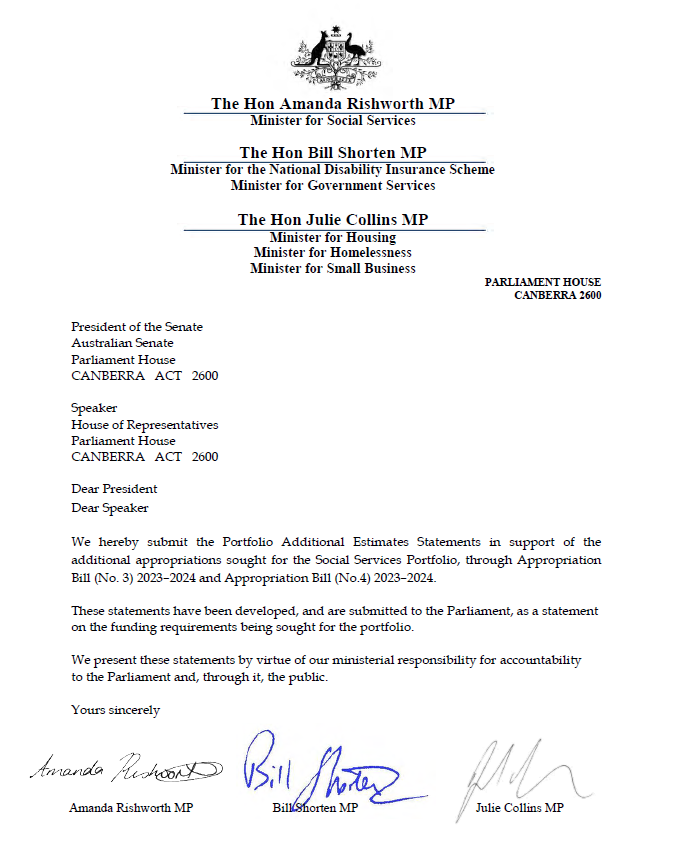 The Hon Amanda Rishworth MP
Minister for Social Services
The Hon Bill Shorten MP
Minister for the National Disability Insurance Scheme
Minister for Government Services
The Hon Julie Collins MP
Minister for Housing
Minister for Homelessness
Minister for Small Business
PARLIAMENT HOUSE
CANBERRA 2600
President of the Senate
Australian Senate
Parliament House
CANBERRA ACT 2600
Speaker
House of Representatives
Parliament House
CANBERRA ACT 2600
Dear President
Dear Speaker
We hereby submit the Portfolio Additional Estimates Statements in support of the
additional appropriations sought for the Social Services Portfolio, through Appropriation
Bill (No. 3) 2023–2024 and Appropriation Bill (No.4) 2023–2024.
These statements have been developed, and are submitted to the Parliament, as a statement
on the funding requirements being sought for the portfolio.
We present these statements by virtue of our ministerial responsibility for accountability
to the Parliament and, through it, the public.
Yours sincerely
Amanda Rishworth
Bill Shorten
Amanda Rishworth MP
Bill Shorten MP
Julie Collins MP